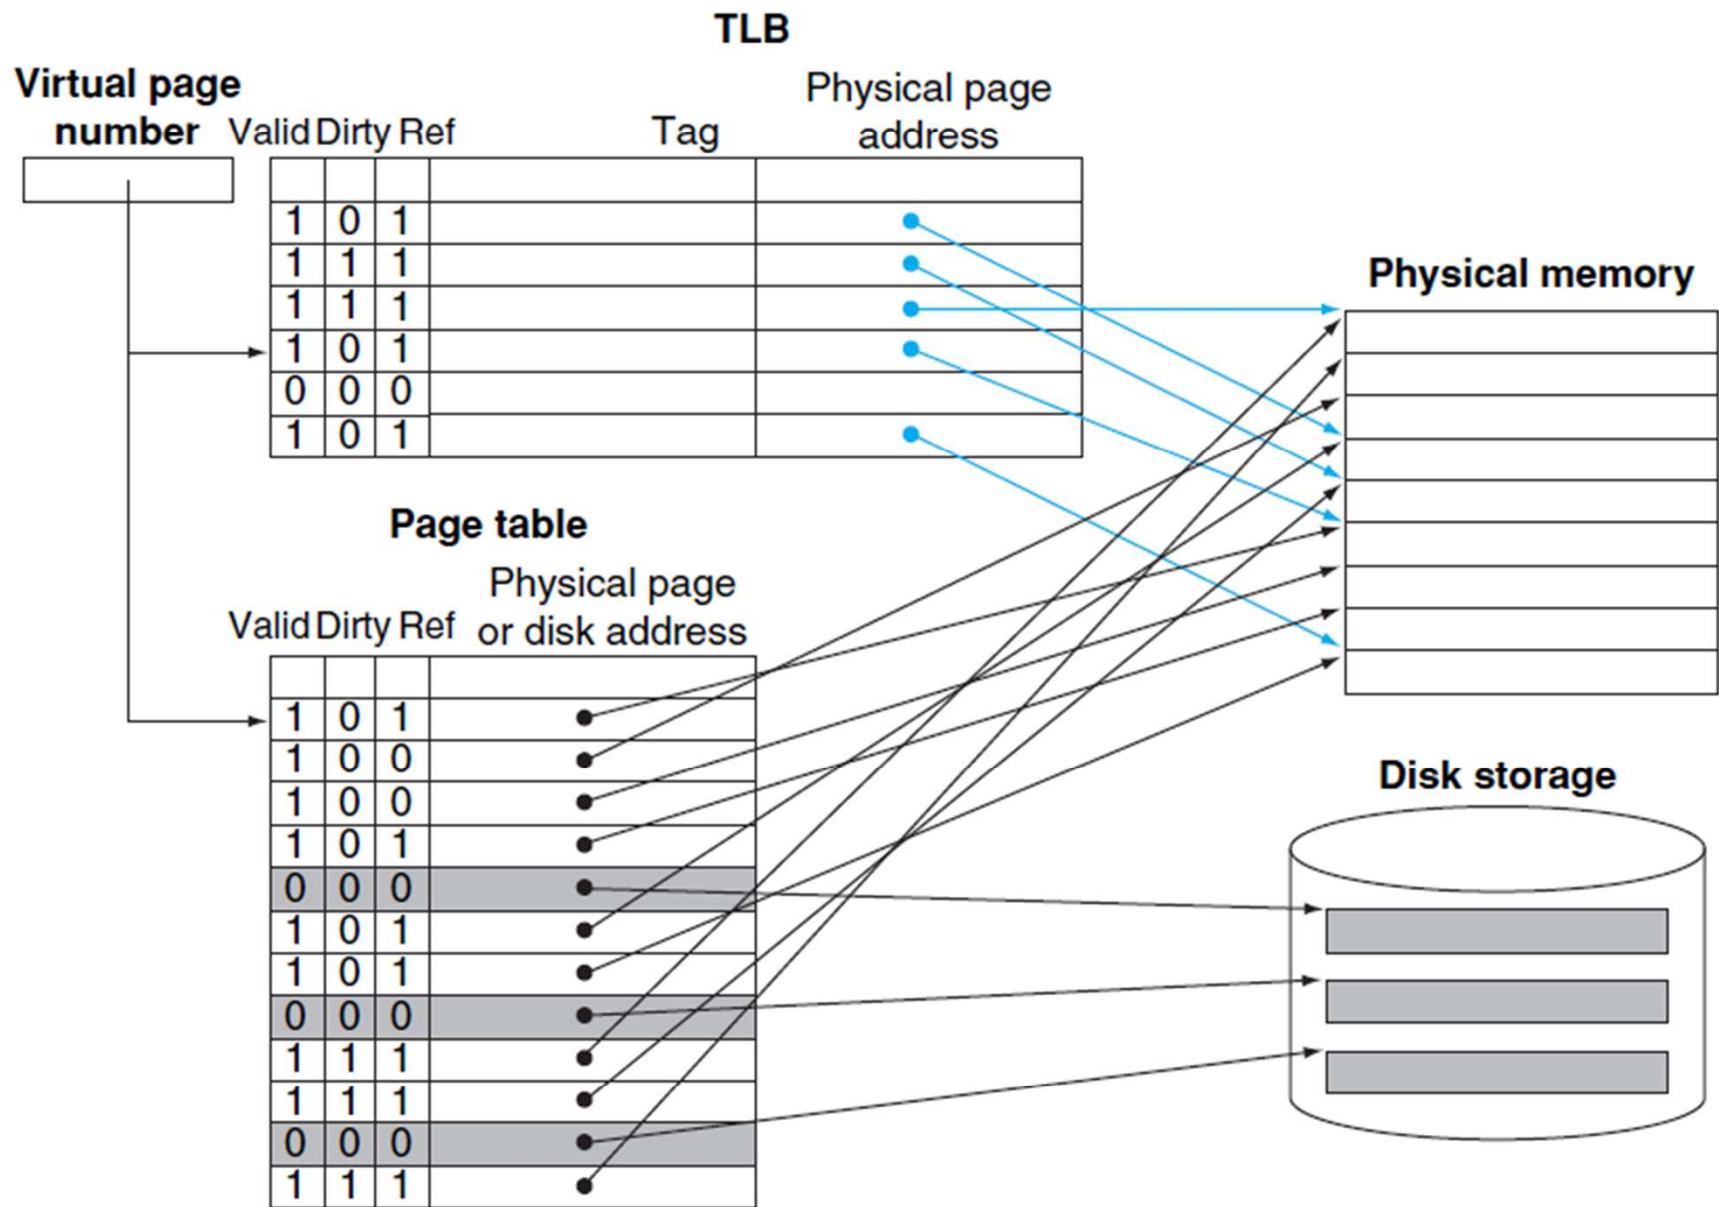 TLB
Virtual page
number
Valid Dirty Ref
Tag
Physical page
address
1 0 1
1 1 1
1 1 1
1 0 1
0 0 0
1 0 1
Physical memory
Page table
Valid Dirty Ref
Physical page
or disk address
1 0 1
1 0 0
1 0 0
1 0 1
0 0 0
1 0 1
1 0 1
0 0 0
1 1 1
1 1 1
0 0 0
1 1 1
Disk storage